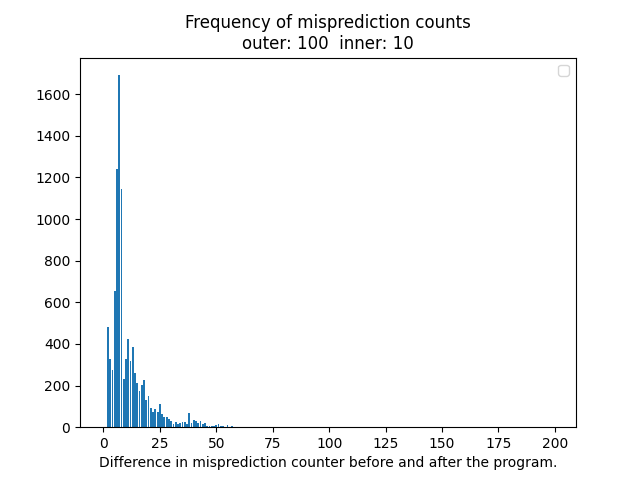 Frequency of misprediction counts
outer: 100  inner: 10
1600
1400
1200
1000
800
600
400
200
0
0 25 50 75 100 125 150 175 200
Difference in misprediction counter before and after the program.